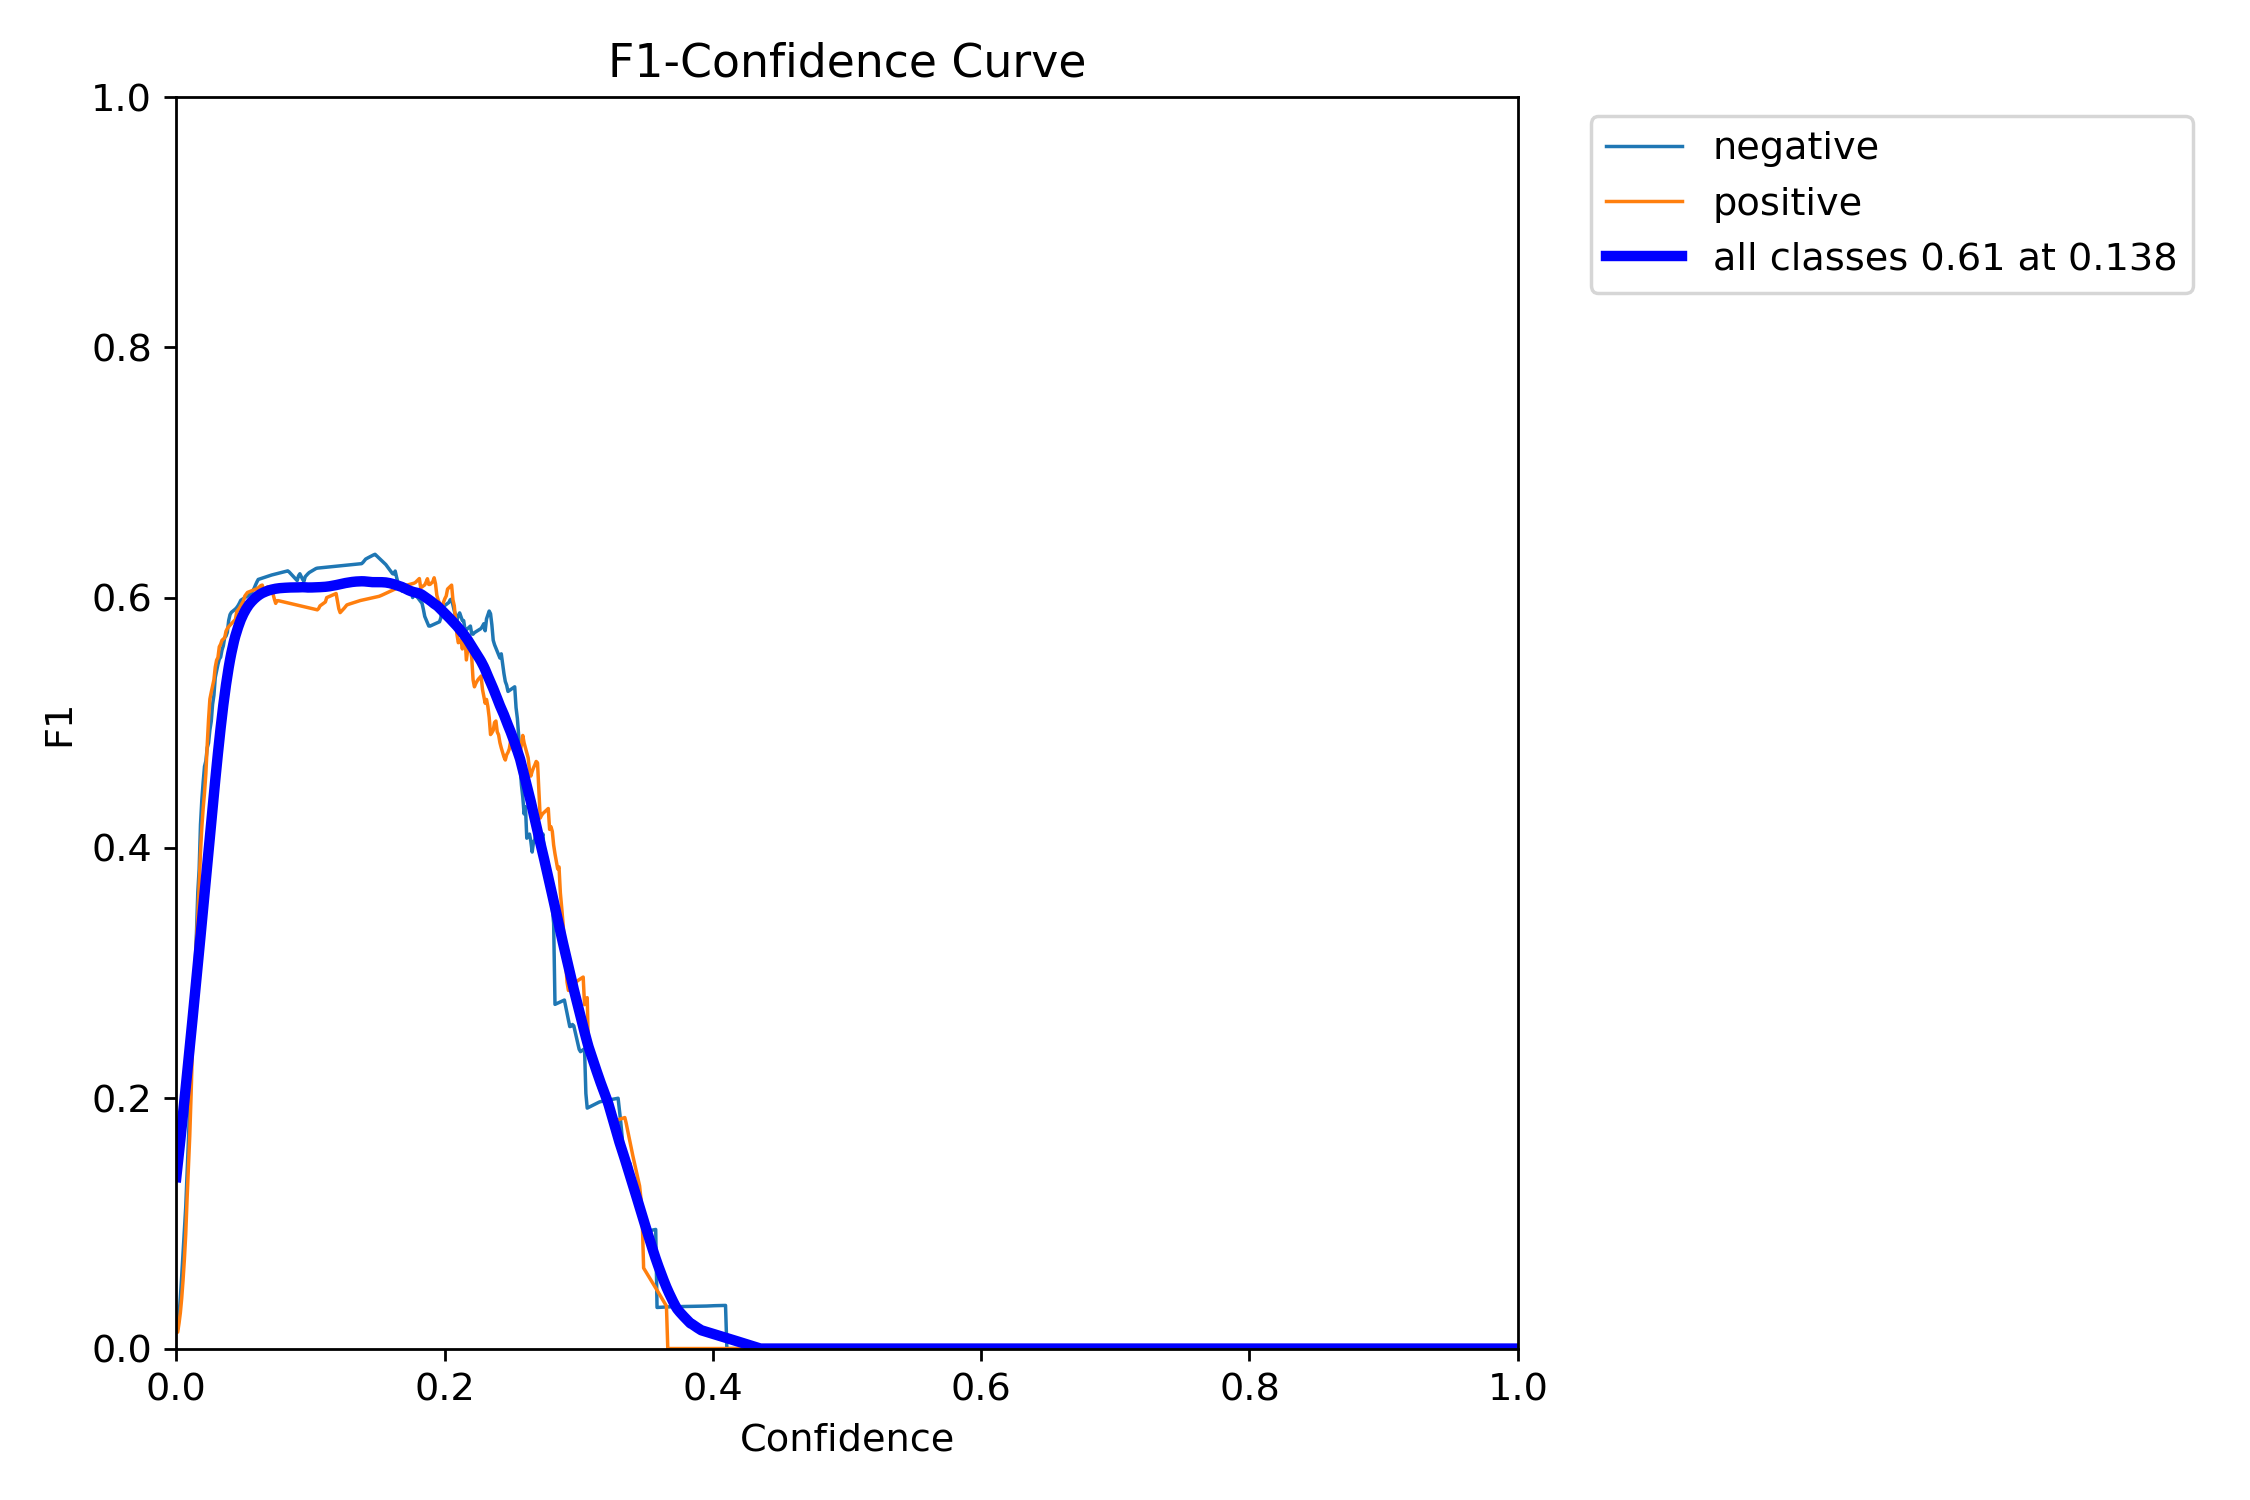 F1-Confidence Curve
1.0
0.8
0.6
0.4
0.2
0.0
F1
0.0 0.2 0.4 0.6 0.8 1.0
Confidence
negative
positive
all classes 0.61 at 0.138